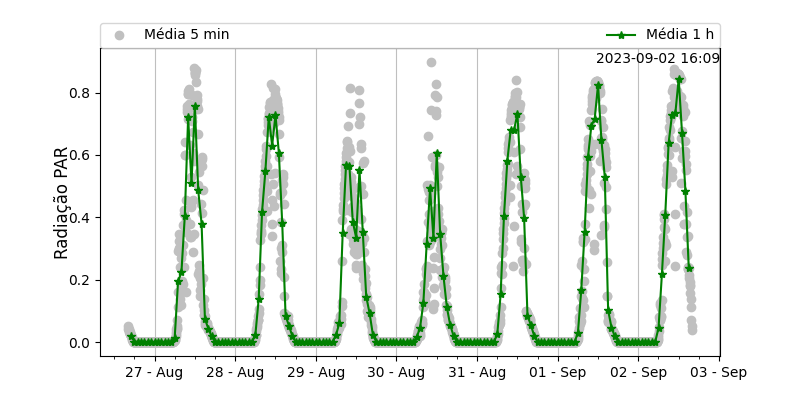 Média 5 min
Média 1 h
2023-09-02 16:09
Radiação PAR
0.8
0.6
0.4
0.2
0.0
27 - Aug
28 - Aug
29 - Aug
30 - Aug
31 - Aug
01 - Sep
02 - Sep
03 - Sep